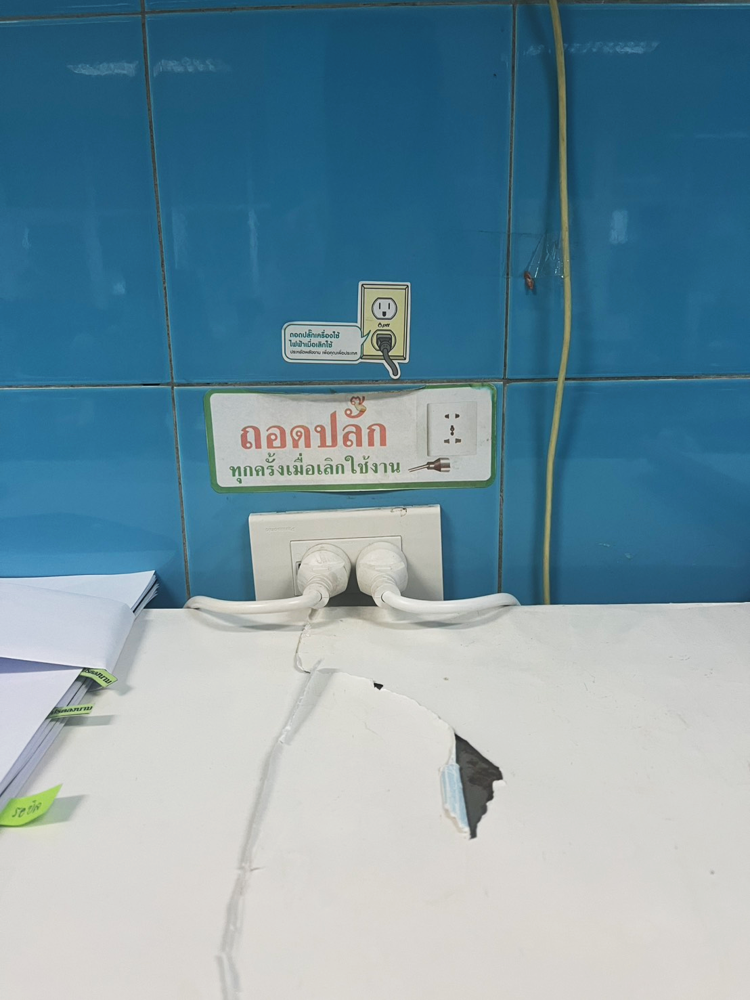 ถอดปลั๊กเครื่องใช้
ไฟฟ้าเมื่อเลิกใช้
ประหยัดพลังงาน เพื่อคุณเพื่อประเทศ
ptt
ถอดปลั๊ก
ทุกครั้งเมื่อเลิกใช้งาน